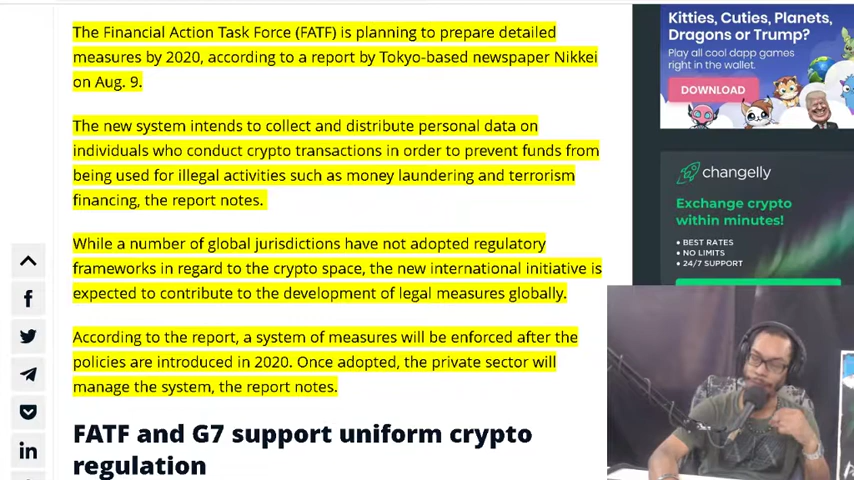 The Financial Action Task Force (FATF) is planning to prepare detailed
measures by 2020, according to a report by Tokyo-based newspaper Nikkei
on Aug. 9.
The new system intends to collect and distribute personal data on
individuals who conduct crypto transactions in order to prevent funds from
being used for illegal activities such as money laundering and terrorism
financing, the report notes.
While a number of global jurisdictions have not adopted regulatory
frameworks in regard to the crypto space, the new international initiative is
expected to contribute to the development of legal measures globally.
According to the report, a system of measures will be enforced after the
policies are introduced in 2020. Once adopted, the private sector will
manage the system, the report notes.
FATF and G7 support uniform crypto
regulation
Kitties, Cuties, Planets,
Dragons or Trump?
Play all cool dapp games
right in the wallet.
DOWNLOAD
changelly
Exchange crypto
within minutes!
• BEST RATES
• NO LIMITS
• 24/7 SUPPORT